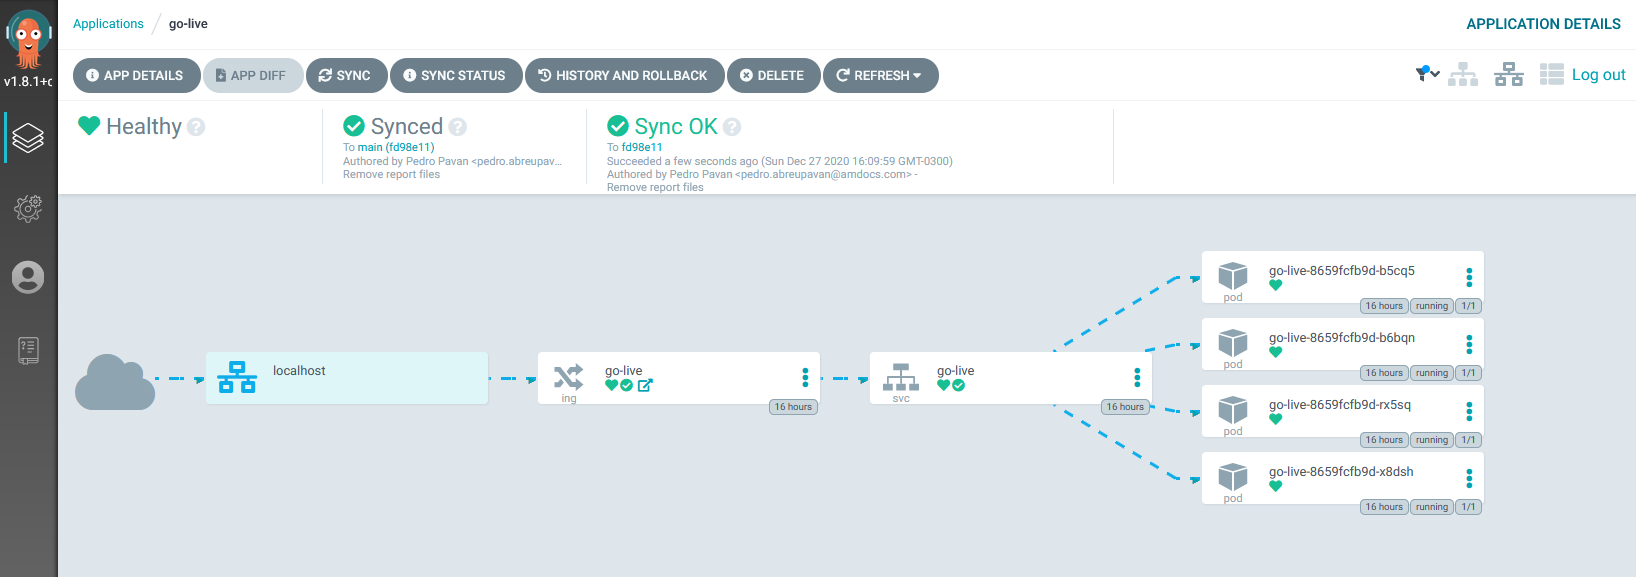 Applications / go-live
APPLICATION DETAILS
v1.8.1+c
APP DETAILS
APP DIFF
SYNC
SYNC STATUS
HISTORY AND ROLLBACK
DELETE
REFRESH
Log out
Healthy ?
Synced ?
To main (fd98e11)
Authored by Pedro Pavan <pedro.abreupav...
Remove report files
Sync OK ?
To fd98e11
Succeeded a few seconds ago (Sun Dec 27 2020 16:09:59 GMT-0300)
Authored by Pedro Pavan <pedro.abreupavan@amdocs.com> -
Remove report files
localhost
go-live
ing
16 hours
go-live
svc
16 hours
go-live-8659fcfb9d-b5cq5
pod
16 hours running 1/1
go-live-8659fcfb9d-b6bqn
pod
16 hours running 1/1
go-live-8659fcfb9d-rx5sq
pod
16 hours running 1/1
go-live-8659fcfb9d-x8dsh
pod
16 hours running 1/1